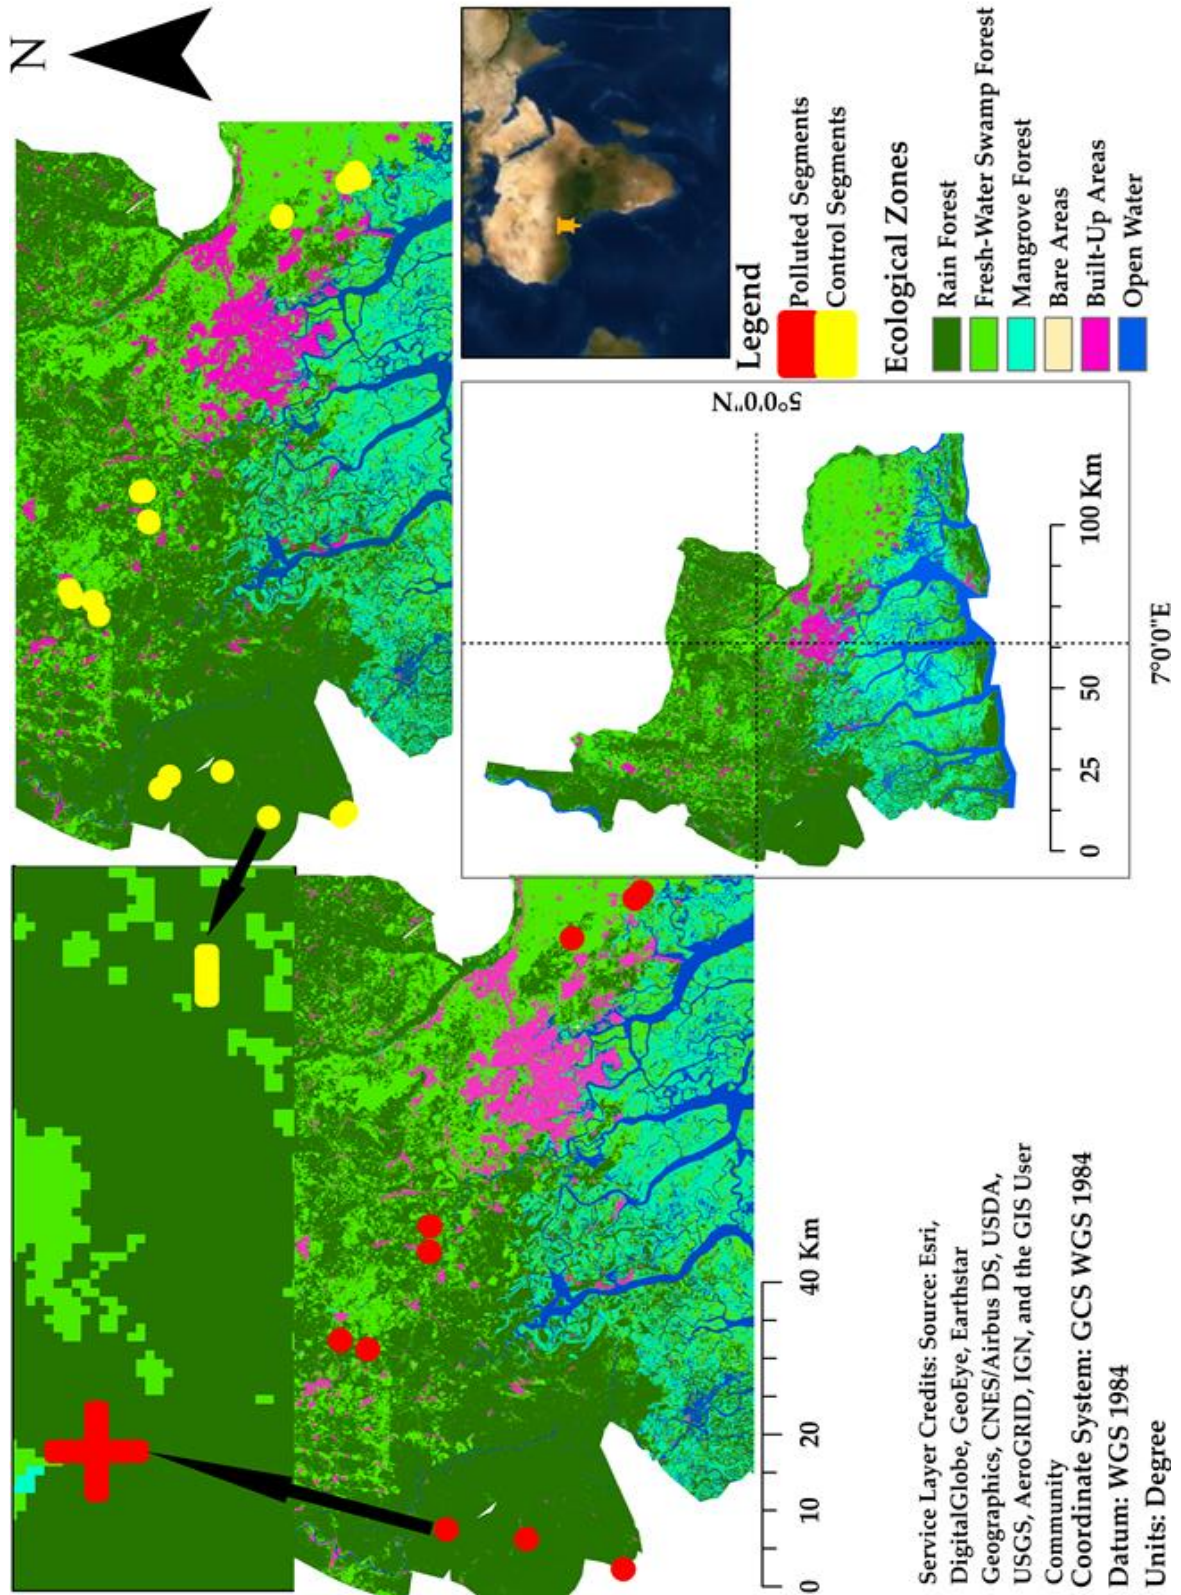 N
Legend
Polluted Segments
Control Segments
Ecological Zones
Rain Forest
Fresh-Water Swamp Forest
Mangrove Forest
Bare Areas
Built-Up Areas
Open Water
5°0'0"N
7°0'0"E
0 25 50 100 Km
0 10 20 40 Km
Service Layer Credits: Source: Esri,
DigitalGlobe, GeoEye, Earthstar
Geographics, CNES/Airbus DS, USDA,
USGS, AeroGRID, IGN, and the GIS User
Community
Coordinate System: GCS WGS 1984
Datum: WGS 1984
Units: Degree